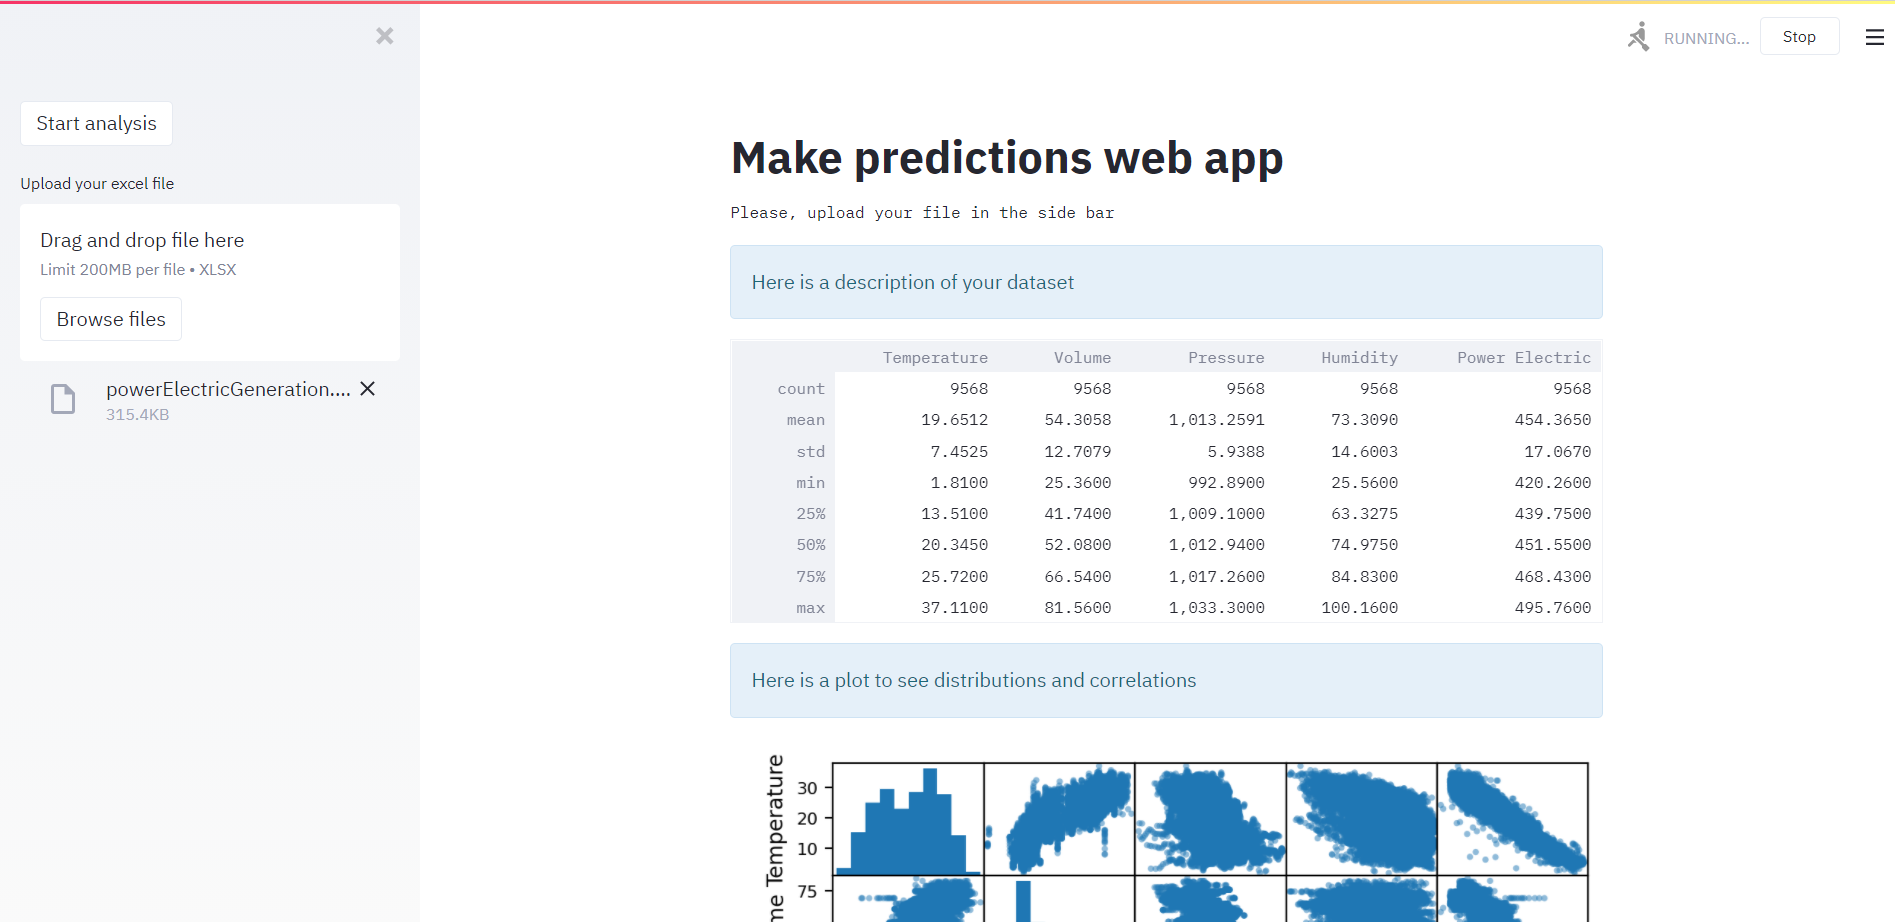 RUNNING...
Stop
Start analysis
Upload your excel file
Drag and drop file here
Limit 200MB per file • XLSX
Browse files
powerElectricGeneration....
315.4KB
Make predictions web app
Please, upload your file in the side bar
Here is a description of your dataset
Temperature Volume Pressure Humidity Power Electric
count 9568 9568 9568 9568 9568
mean 19.6512 54.3058 1,013.2591 73.3090 454.3650
std 7.4525 12.7079 5.9388 14.6003 17.0670
min 1.8100 25.3600 992.8900 25.5600 420.2600
25% 13.5100 41.7400 1,009.1000 63.3275 439.7500
50% 20.3450 52.0800 1,012.9400 74.9750 451.5500
75% 25.7200 66.5400 1,017.2600 84.8300 468.4300
max 37.1100 81.5600 1,033.3000 100.1600 495.7600
Here is a plot to see distributions and correlations
Temperature
30
20
10
me
75